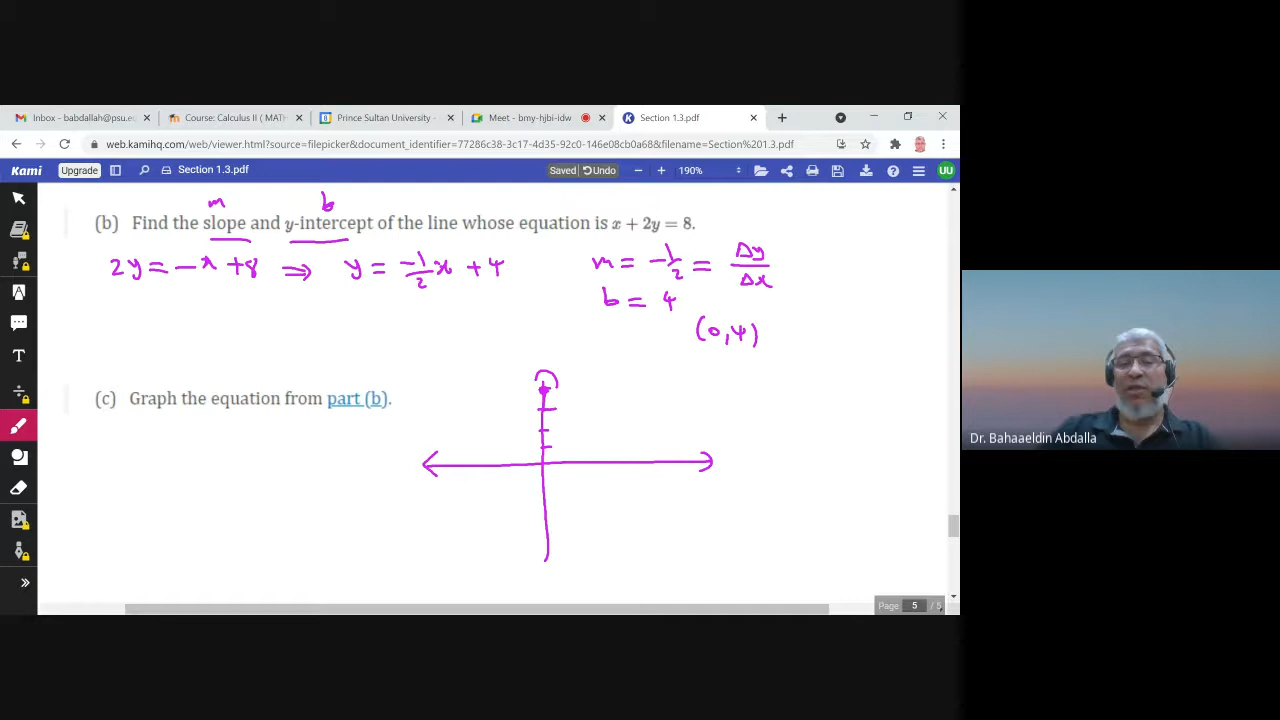 Inbox - babdallah@psu.e
Course: Calculus II ( MATH
Prince Sultan University -
Meet - bmy-hjbi-idw
Section 1.3.pdf
web.kamihq.com/web/viewer.html?source=filepicker&document_identifier=77286c38-3c17-4d35-92c0-146e08cb0a68&filename=Section%201.3.pdf
Kami Upgrade Section 1.3.pdf Saved Undo 190% UU
m b
(b) Find the slope and y-intercept of the line whose equation is x + 2y = 8.
2y = -x + 8 ⇒ y = -1/2 x + 4 m = -1/2 = Δy/Δx
b = 4
(0,4)
(c) Graph the equation from part (b).
Page 5 / 5
Dr. Bahaaeldin Abdalla